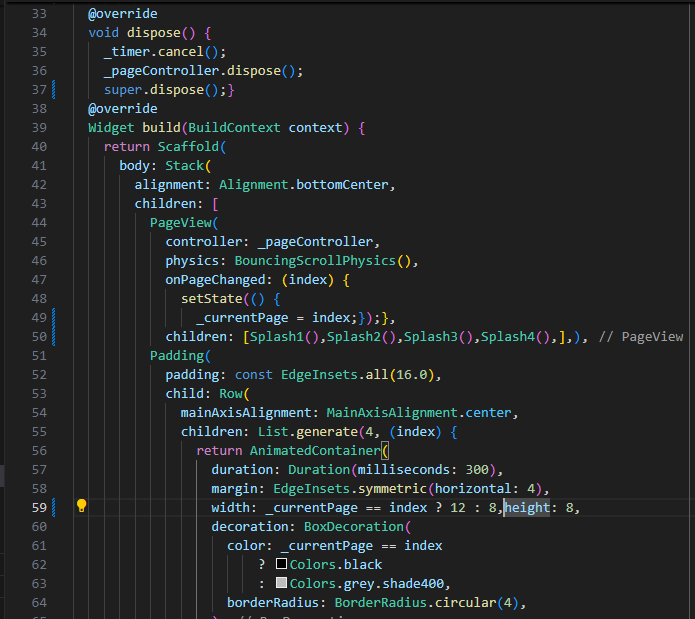 33 @override
34 void dispose() {
35 _timer.cancel();
36 _pageController.dispose();
37 super.dispose();}
38 @override
39 Widget build(BuildContext context) {
40 return Scaffold(
41 body: Stack(
42 alignment: Alignment.bottomCenter,
43 children: [
44 PageView(
45 controller: _pageController,
46 physics: BouncingScrollPhysics(),
47 onPageChanged: (index) {
48 setState(() {
49 _currentPage = index;});},
50 children: [Splash1(),Splash2(),Splash3(),Splash4(),],), // PageView
51 Padding(
52 padding: const EdgeInsets.all(16.0),
53 child: Row(
54 mainAxisAlignment: MainAxisAlignment.center,
55 children: List.generate(4, (index) {
56 return AnimatedContainer(
57 duration: Duration(milliseconds: 300),
58 margin: EdgeInsets.symmetric(horizontal: 4),
59 width: _currentPage == index ? 12 : 8,height: 8,
60 decoration: BoxDecoration(
61 color: _currentPage == index
62 ? Colors.black
63 : Colors.grey.shade400,
64 borderRadius: BorderRadius.circular(4),